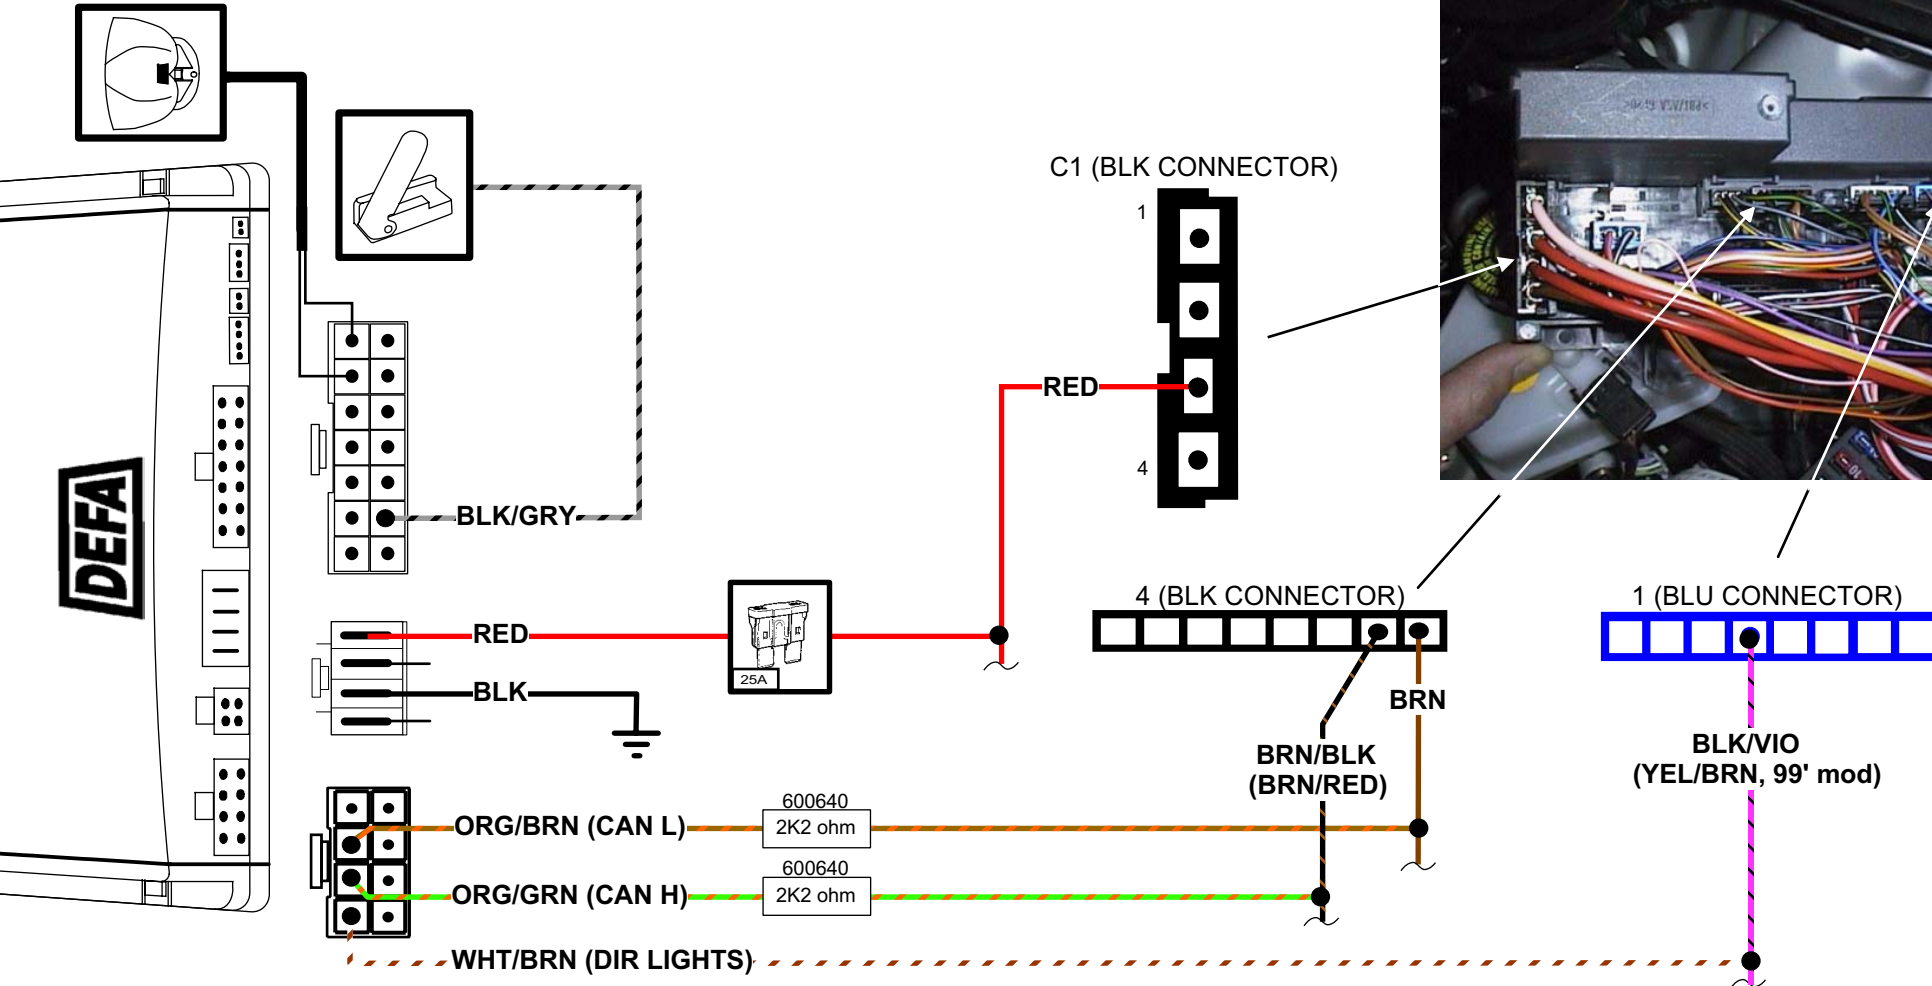 C1 (BLK CONNECTOR)
1
4
RED
BLK/GRY
DEFA
RED
25A
BLK
4 (BLK CONNECTOR)
1 (BLU CONNECTOR)
BRN
BRN/BLK
(BRN/RED)
BLK/VIO
(YEL/BRN, 99' mod)
600640
ORG/BRN (CAN L)
2K2 ohm
600640
ORG/GRN (CAN H)
2K2 ohm
WHT/BRN (DIR LIGHTS)